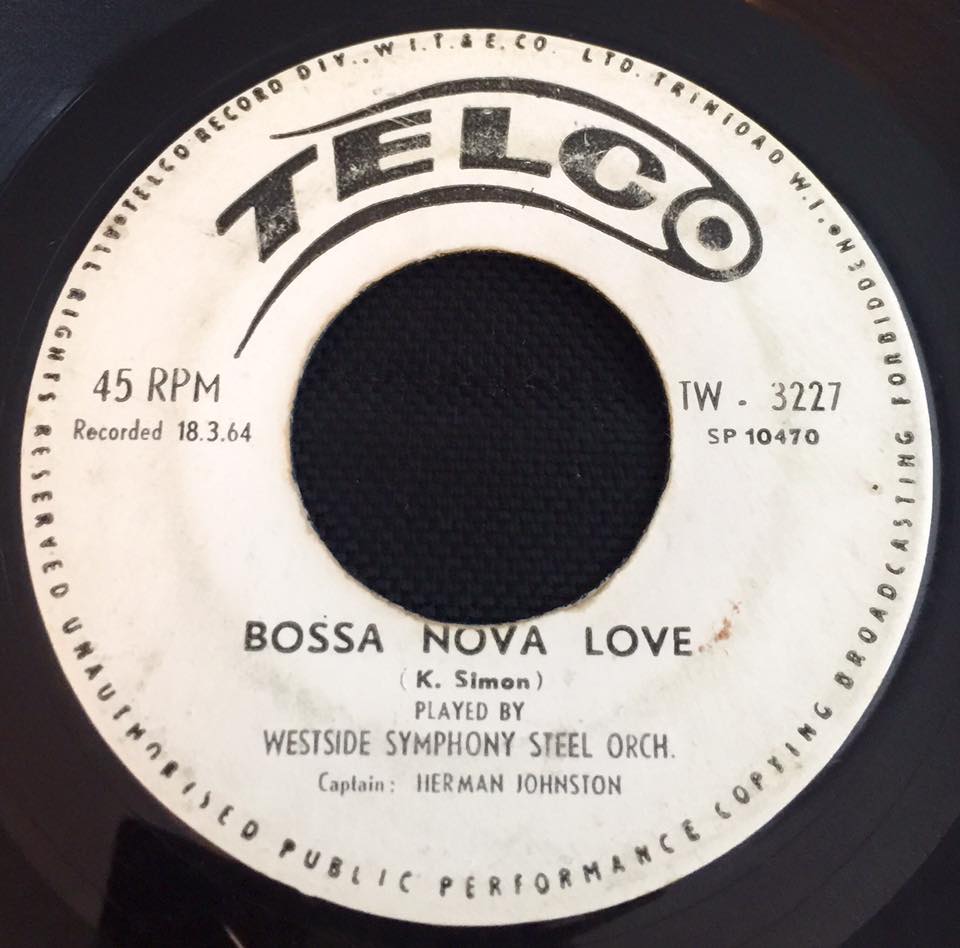 TELCO RECORD DIV., W.I.T.& E.CO. LTD. TRINIDAD W.I.
TELCO
45 RPM
Recorded 18.3.64
TW - 3227
SP 10470
BOSSA NOVA LOVE
(K. Simon)
PLAYED BY
WESTSIDE SYMPHONY STEEL ORCH.
Captain: HERMAN JOHNSTON
ALL RIGHTS RESERVED UNAUTHORISED PUBLIC PERFORMANCE COPYING BROADCASTING FORBIDDEN